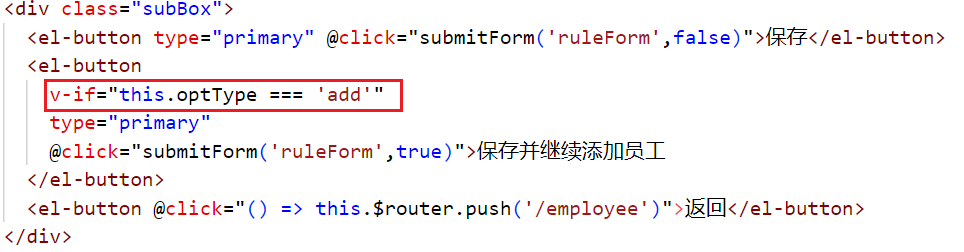 <div class="subBox">
<el-button type="primary" @click="submitForm('ruleForm',false)">保存</el-button>
<el-button
v-if="this.optType === 'add'"
type="primary"
@click="submitForm('ruleForm',true)">保存并继续添加员工
</el-button>
<el-button @click="() => this.$router.push('/employee')">返回</el-button>
</div>